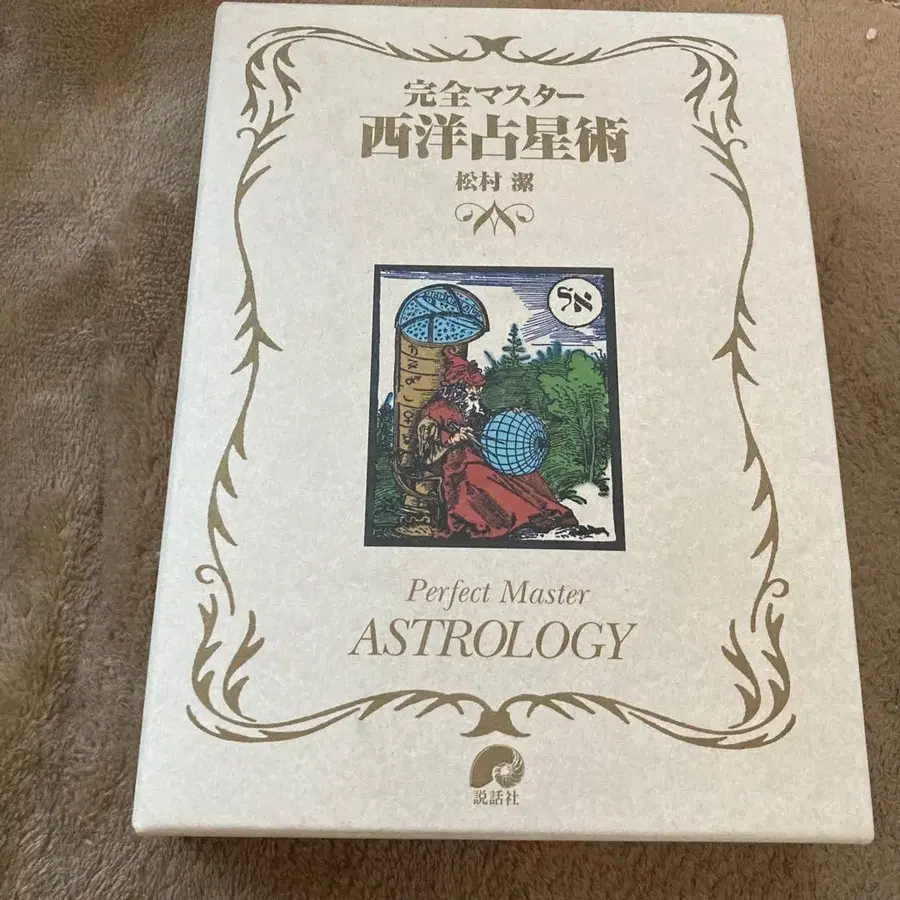 完全マスター
西洋占星術
松村 潔
אל
Perfect Master
ASTROLOGY
説話社